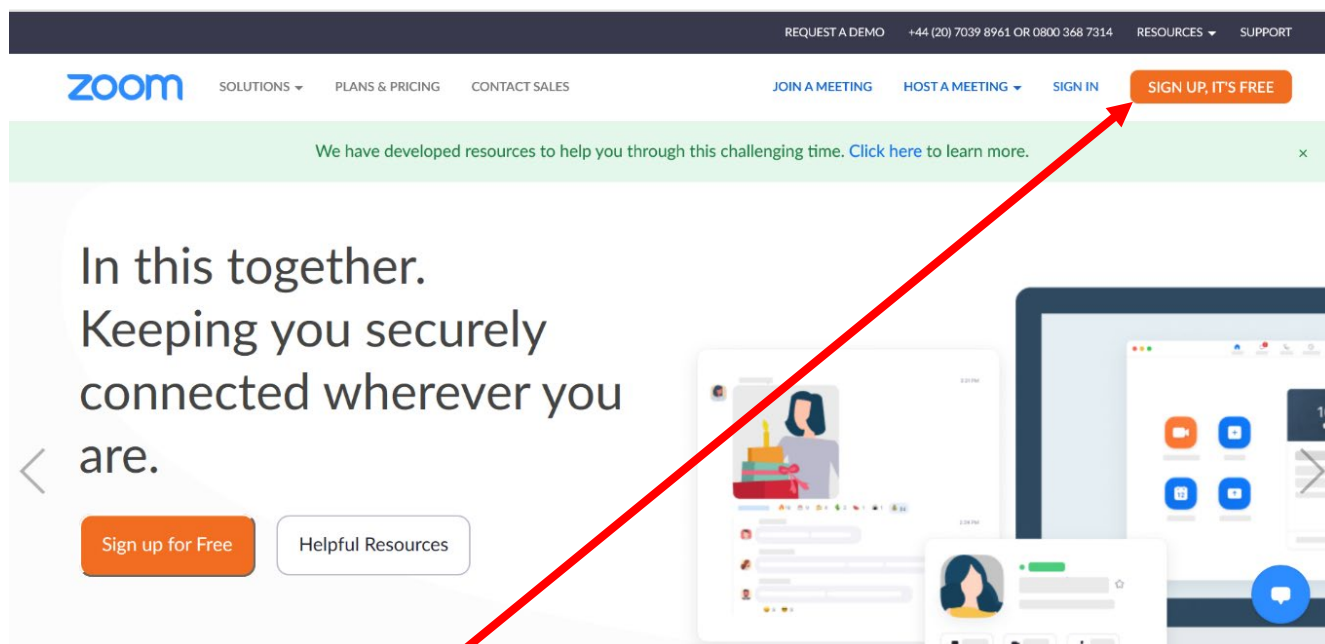 REQUEST A DEMO +44 (20) 7039 8961 OR 0800 368 7314 RESOURCES SUPPORT
zoom SOLUTIONS PLANS & PRICING CONTACT SALES JOIN A MEETING HOST A MEETING SIGN IN SIGN UP, IT'S FREE
We have developed resources to help you through this challenging time. Click here to learn more. ×
In this together.
Keeping you securely
connected wherever you
are.
Sign up for Free Helpful Resources